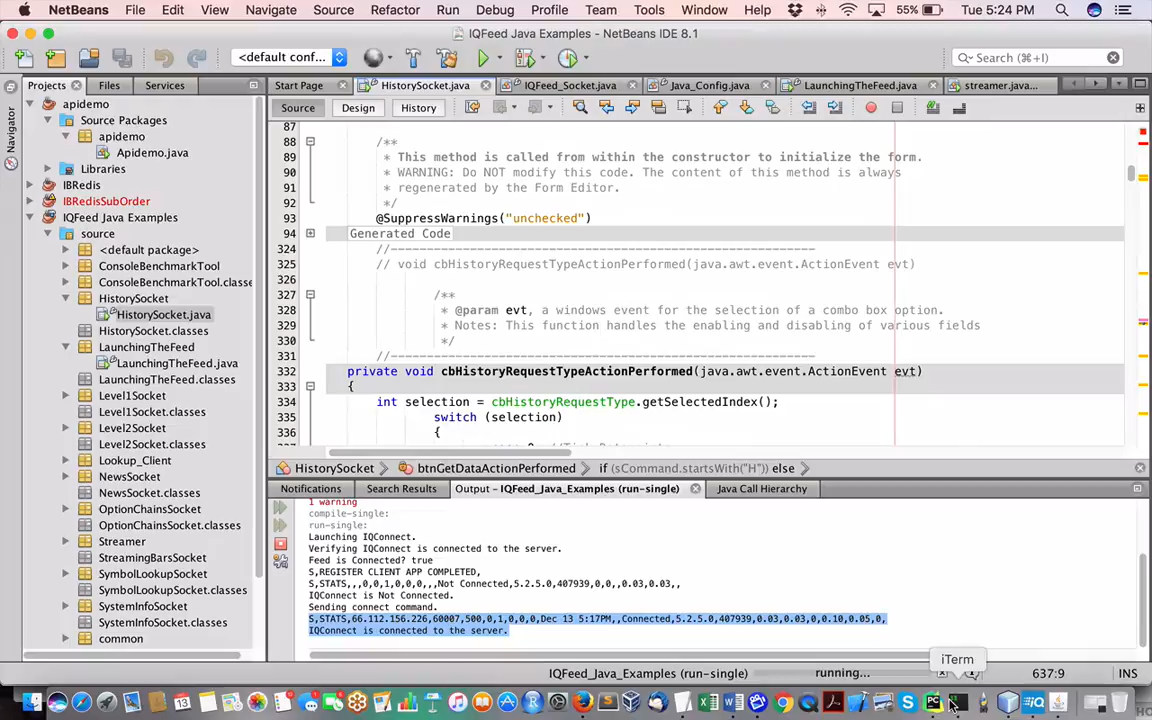 NetBeans File Edit View Navigate Source Refactor Run Debug Profile Team Tools Window Help 55% Tue 5:24 PM
IQFeed Java Examples - NetBeans IDE 8.1
<default conf... Search (⌘+I)
Projects Files Services
Start Page HistorySocket.java IQFeed_Socket.java Java_Config.java LaunchingTheFeed.java streamer.java...
Source Design History
Navigator
apidemo
Source Packages
apidemo
Apidemo.java
Libraries
IBRedis
IBRedisSubOrder
IQFeed Java Examples
source
<default package>
ConsoleBenchmarkTool
ConsoleBenchmarkTool.classe
HistorySocket
HistorySocket.java
HistorySocket.classes
LaunchingTheFeed
LaunchingTheFeed.java
LaunchingTheFeed.classes
Level1Socket
Level1Socket.classes
Level2Socket
Level2Socket.classes
Lookup_Client
NewsSocket
NewsSocket.classes
OptionChainsSocket
OptionChainsSocket.classes
Streamer
StreamingBarsSocket
SymbolLookupSocket
SymbolLookupSocket.classes
SystemInfoSocket
SystemInfoSocket.classes
common
87
88 /**
89 * This method is called from within the constructor to initialize the form.
90 * WARNING: Do NOT modify this code. The content of this method is always
91 * regenerated by the Form Editor.
92 */
93 @SuppressWarnings("unchecked")
94 Generated Code
324 //----------------------------------------------------------
325 // void cbHistoryRequestTypeActionPerformed(java.awt.event.ActionEvent evt)
326
327 /**
328 * @param evt, a windows event for the selection of a combo box option.
329 * Notes: This function handles the enabling and disabling of various fields
330 */
331 //----------------------------------------------------------
332 private void cbHistoryRequestTypeActionPerformed(java.awt.event.ActionEvent evt)
333 {
334 int selection = cbHistoryRequestType.getSelectedIndex();
335 switch (selection)
336 {
HistorySocket btnGetDataActionPerformed if (sCommand.startsWith("H")) else
Notifications Search Results Output - IQFeed_Java_Examples (run-single) Java Call Hierarchy
1 warning
compile-single:
run-single:
Launching IQConnect.
Verifying IQConnect is connected to the server.
Feed is Connected? true
S,REGISTER CLIENT APP COMPLETED,
S,STATS,,,0,0,1,0,0,0,,,Not Connected,5.2.5.0,407939,0,0,,0.03,0.03,,
IQConnect is Not Connected.
Sending connect command.
S,STATS,66.112.156.226,60007,500,0,1,0,0,0,Dec 13 5:17PM,,Connected,5.2.5.0,407939,0.03,0.03,0,0.10,0.05,0,
IQConnect is connected to the server.
iTerm
IQFeed_Java_Examples (run-single) running... 637:9 INS